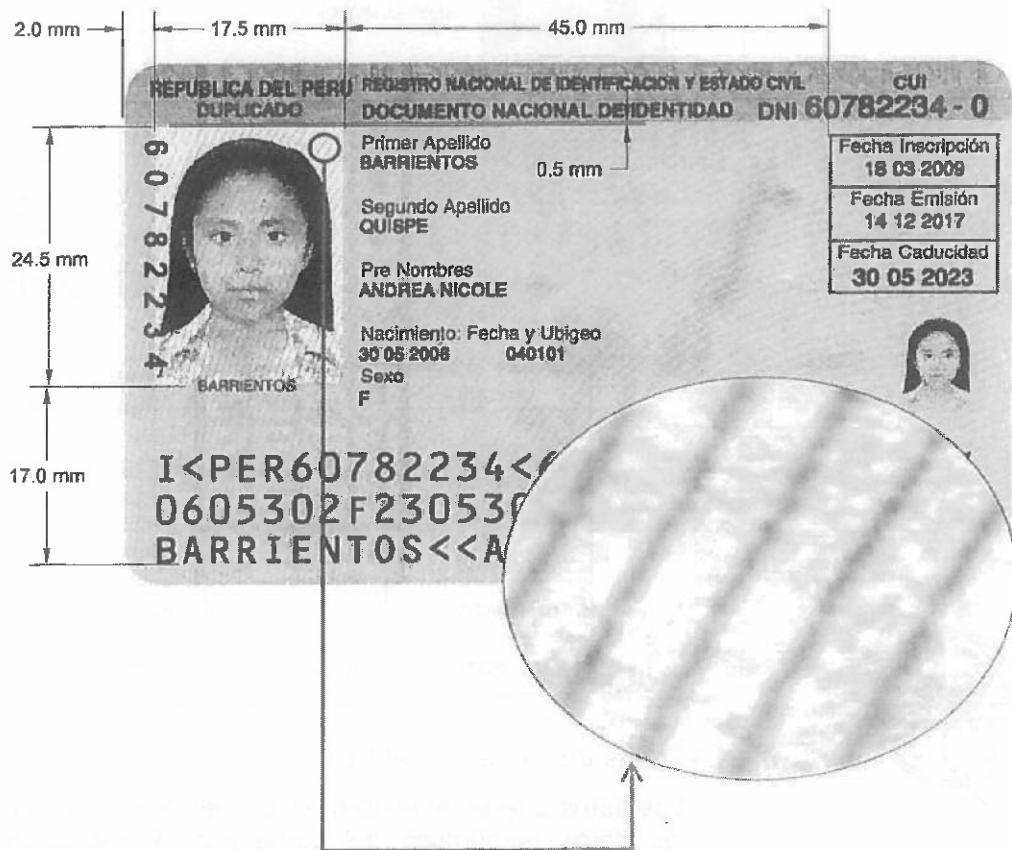 2.0 mm
17.5 mm
45.0 mm
REPUBLICA DEL PERU
DUPLICADO
REGISTRO NACIONAL DE IDENTIFICACION Y ESTADO CIVIL
DOCUMENTO NACIONAL DE IDENTIDAD DNI 60782234 - 0
CUI
60782234
24.5 mm
17.0 mm
0.5 mm
Primer Apellido
BARRIENTOS
Segundo Apellido
QUISPE
Pre Nombres
ANDREA NICOLE
Nacimiento: Fecha y Ubigeo
30 05 2006 040101
Sexo
F
Fecha Inscripción
18 03 2009
Fecha Emisión
14 12 2017
Fecha Caducidad
30 05 2023
BARRIENTOS
I<PER60782234<
0605302F230530
BARRIENTOS<<A